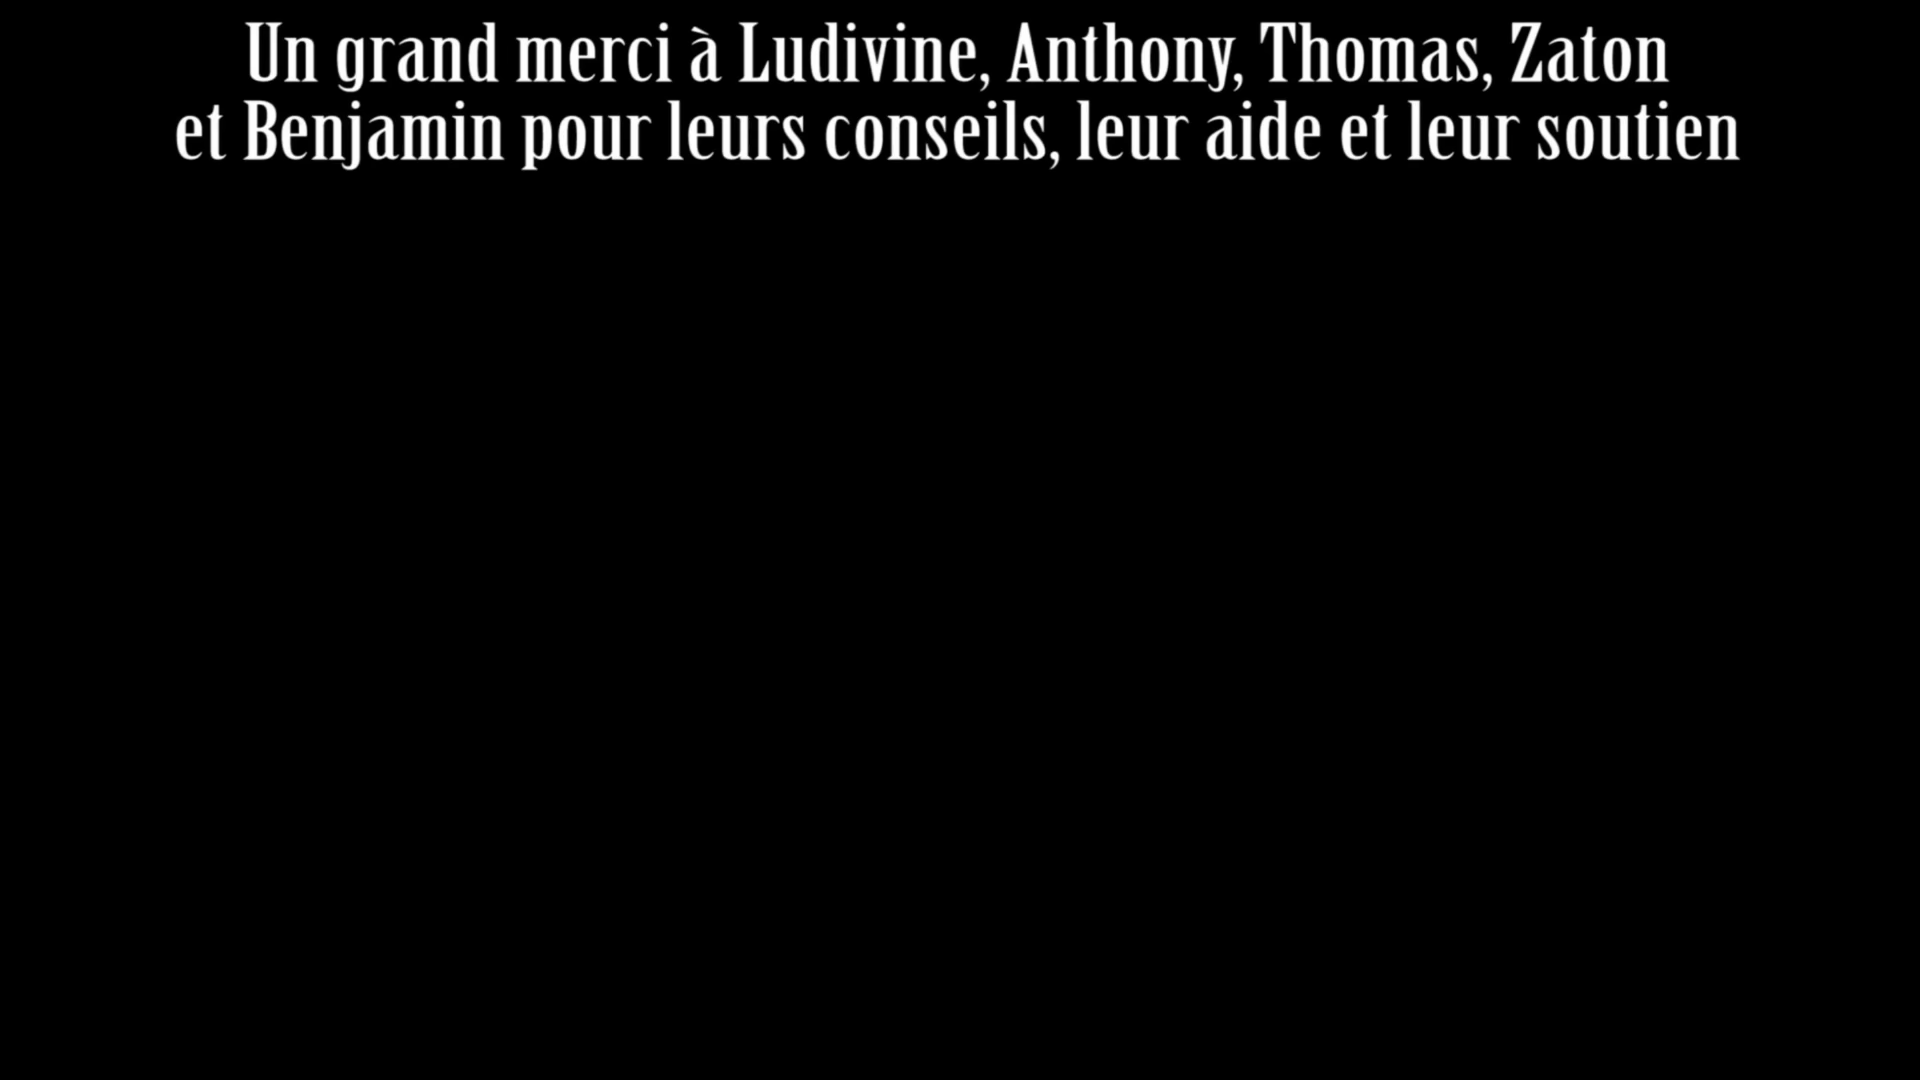 Un grand merci à Ludivine, Anthony, Thomas, Zaton
et Benjamin pour leurs conseils, leur aide et leur soutien